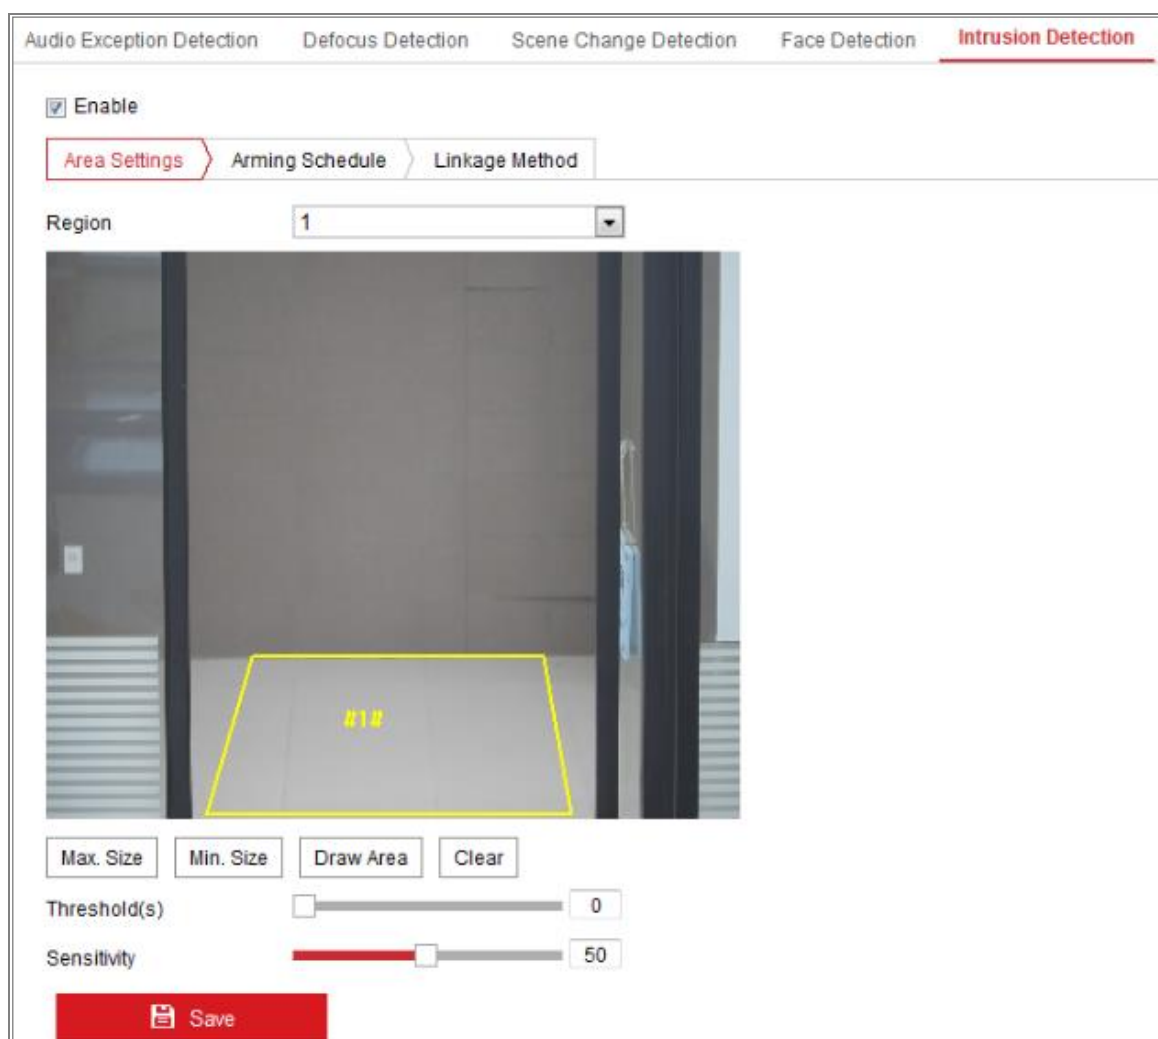 Audio Exception Detection Defocus Detection Scene Change Detection Face Detection Intrusion Detection
Enable
Area Settings Arming Schedule Linkage Method
Region 1
#1#
Max. Size Min. Size Draw Area Clear
Threshold(s) 0
Sensitivity 50
Save